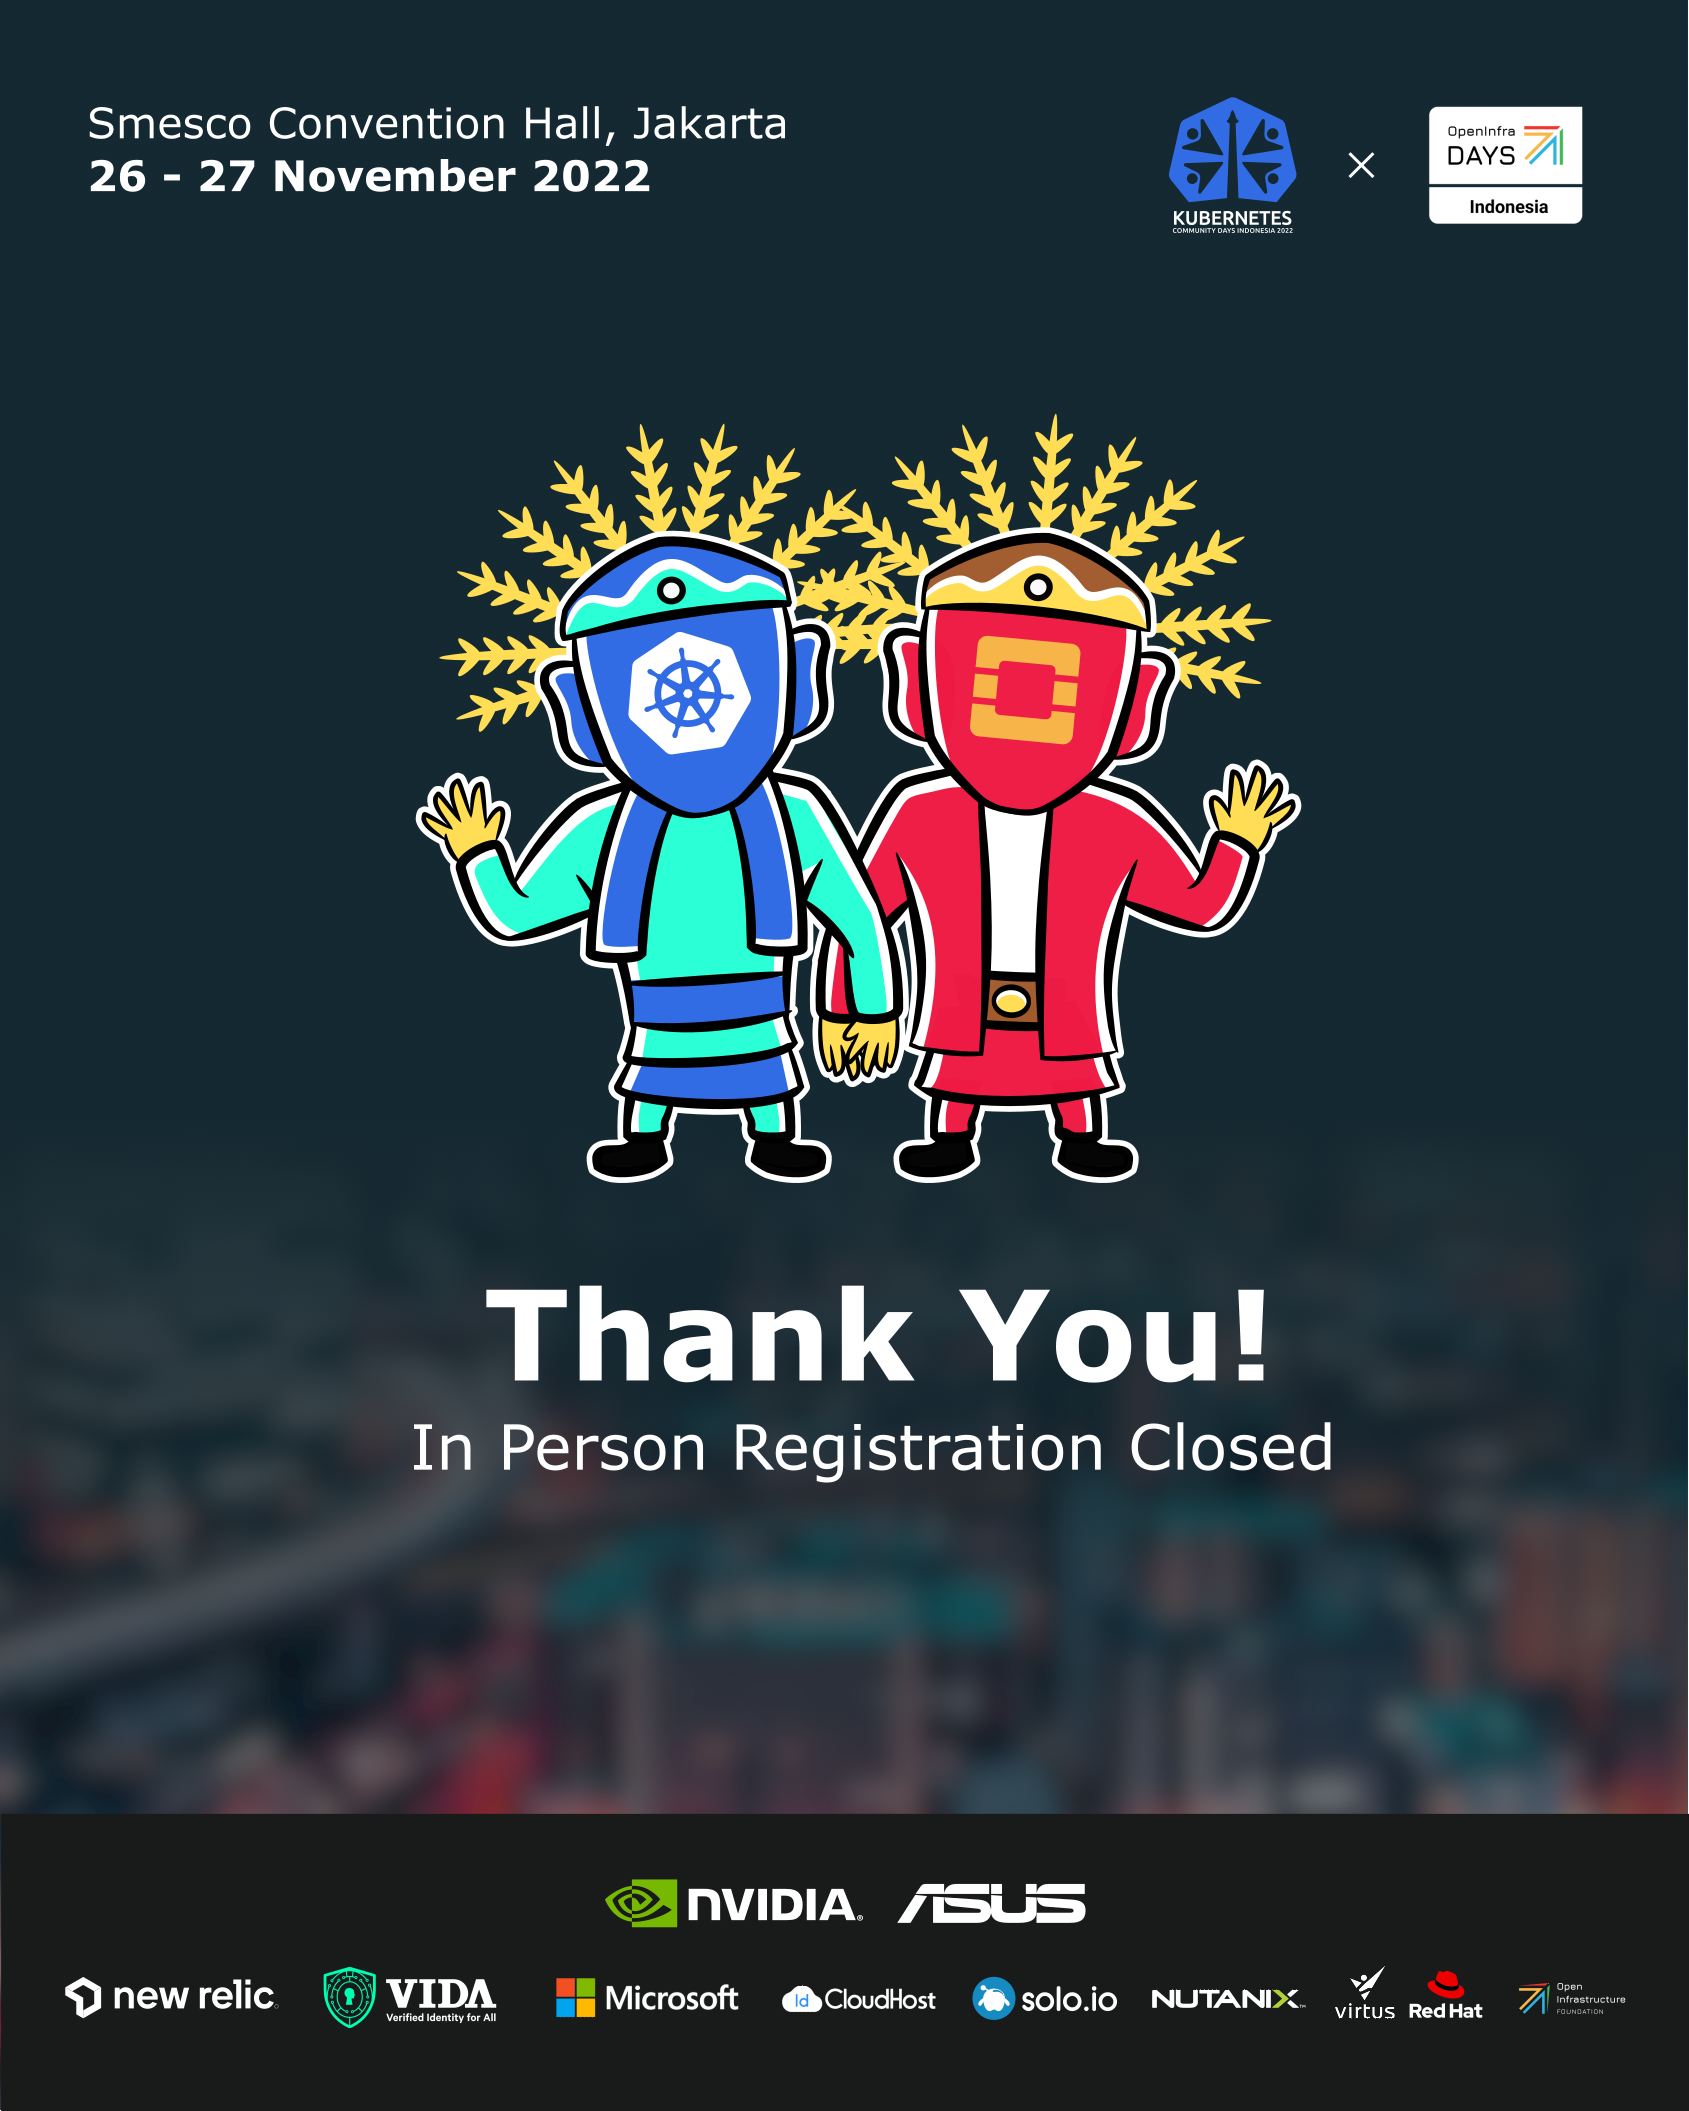 Smesco Convention Hall, Jakarta
26 - 27 November 2022
KUBERNETES
COMMUNITY DAYS INDONESIA 2022
OpenInfra
DAYS
Indonesia
Thank You!
In Person Registration Closed
NVIDIA®
ASUS
new relic
VIDA
Verified Identity for All
Microsoft
Id CloudHost
solo.io
NUTANIX™
virtus
Red Hat
Open
Infrastructure
FOUNDATION